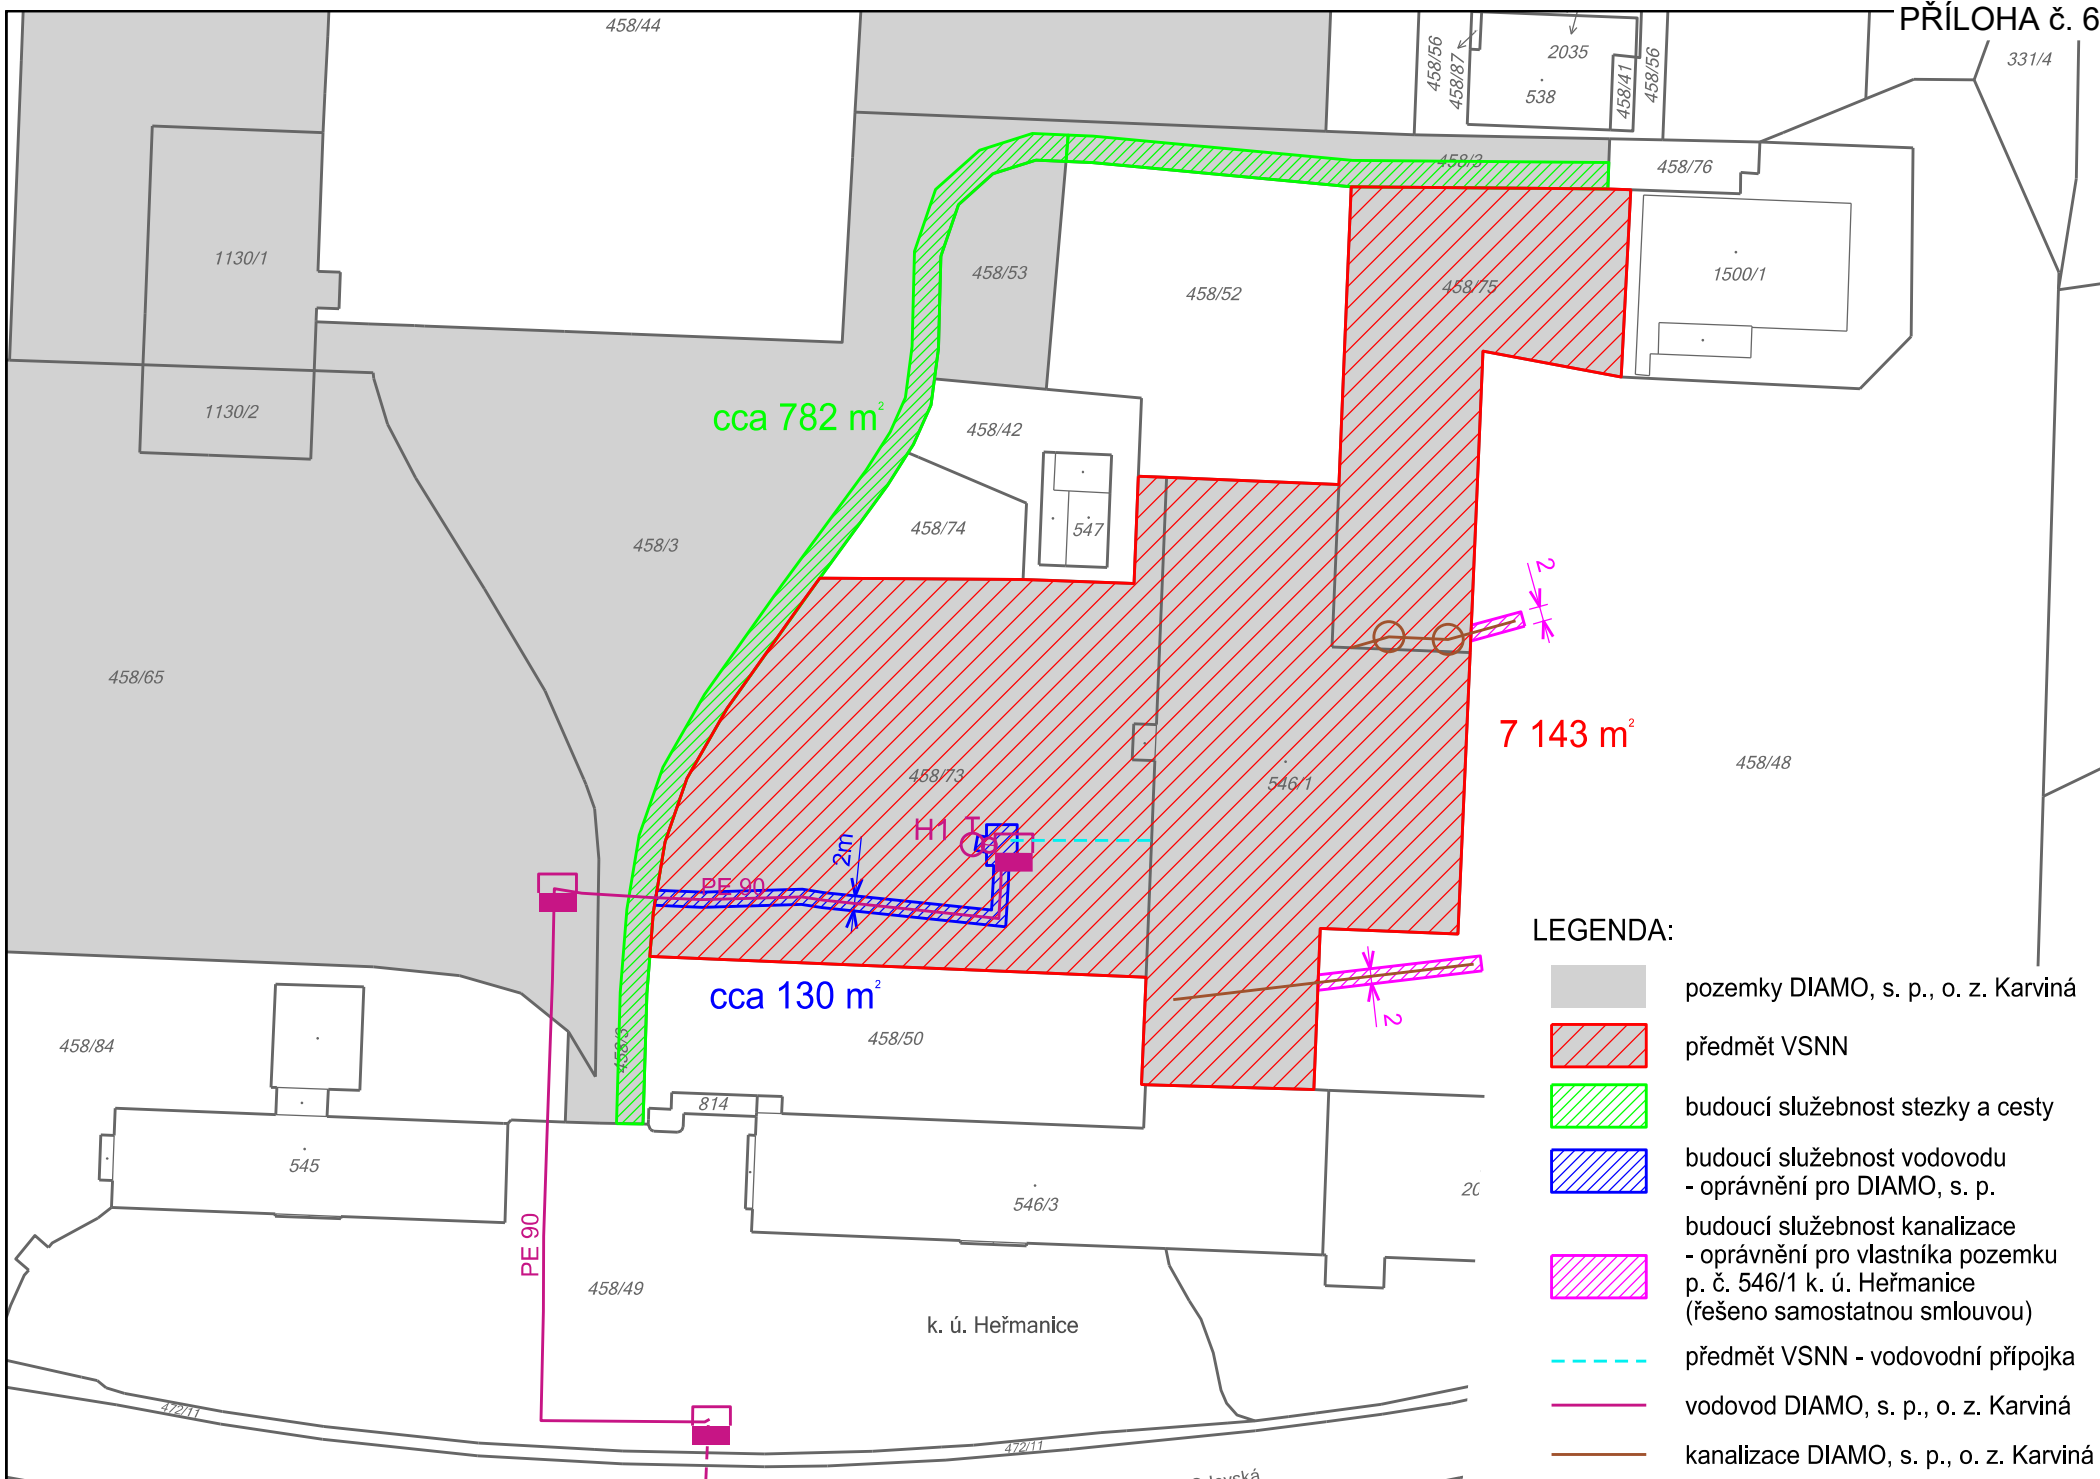 PŘÍLOHA č. 6
458/44
458/56
458/87
2035
538
458/41
458/56
331/4
458/3
458/76
1130/1
458/53
458/52
458/75
1500/1
1130/2
cca 782 m²
458/42
458/74
547
458/3
2
458/65
7 143 m²
458/73
546/1
458/48
H1
2m
PE 90
LEGENDA:
cca 130 m²
pozemky DIAMO, s. p., o. z. Karviná
2
458/84
458/3
458/50
předmět VSNN
814
budoucí služebnost stezky a cesty
545
546/3
budoucí služebnost vodovodu
- oprávnění pro DIAMO, s. p.
PE 90
458/49
budoucí služebnost kanalizace
- oprávnění pro vlastníka pozemku
p. č. 546/1 k. ú. Heřmanice
(řešeno samostatnou smlouvou)
k. ú. Heřmanice
předmět VSNN - vodovodní přípojka
472/11
vodovod DIAMO, s. p., o. z. Karviná
472/11
kanalizace DIAMO, s. p., o. z. Karviná